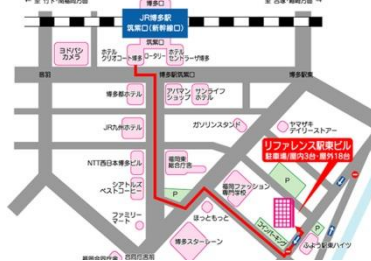 博多口
JR博多駅
筑紫口(新幹線口)
筑紫口
ヨドバシ
カメラ
ホテル
クリオコート博多
ロータリー
ホテル
セントラーザ博多
博多駅筑紫口
博多駅東
博多都ホテル
アパマン
ショップ
サンライフ
ホテル
JR九州ホテル
ガソリンスタンド
ヤマザキ
デイリーストアー
リファレンス駅東ビル
駐車場/屋内3台・屋外18台
NTT西日本博多ビル
福岡東
総合庁舎
シアトルズ
ベストコーヒー
P
福岡ファッション
専門学校
P
ファミリー
マート
ほっともっと
コインパーキング
博多スターレーン
ふよう駅東ハイツ